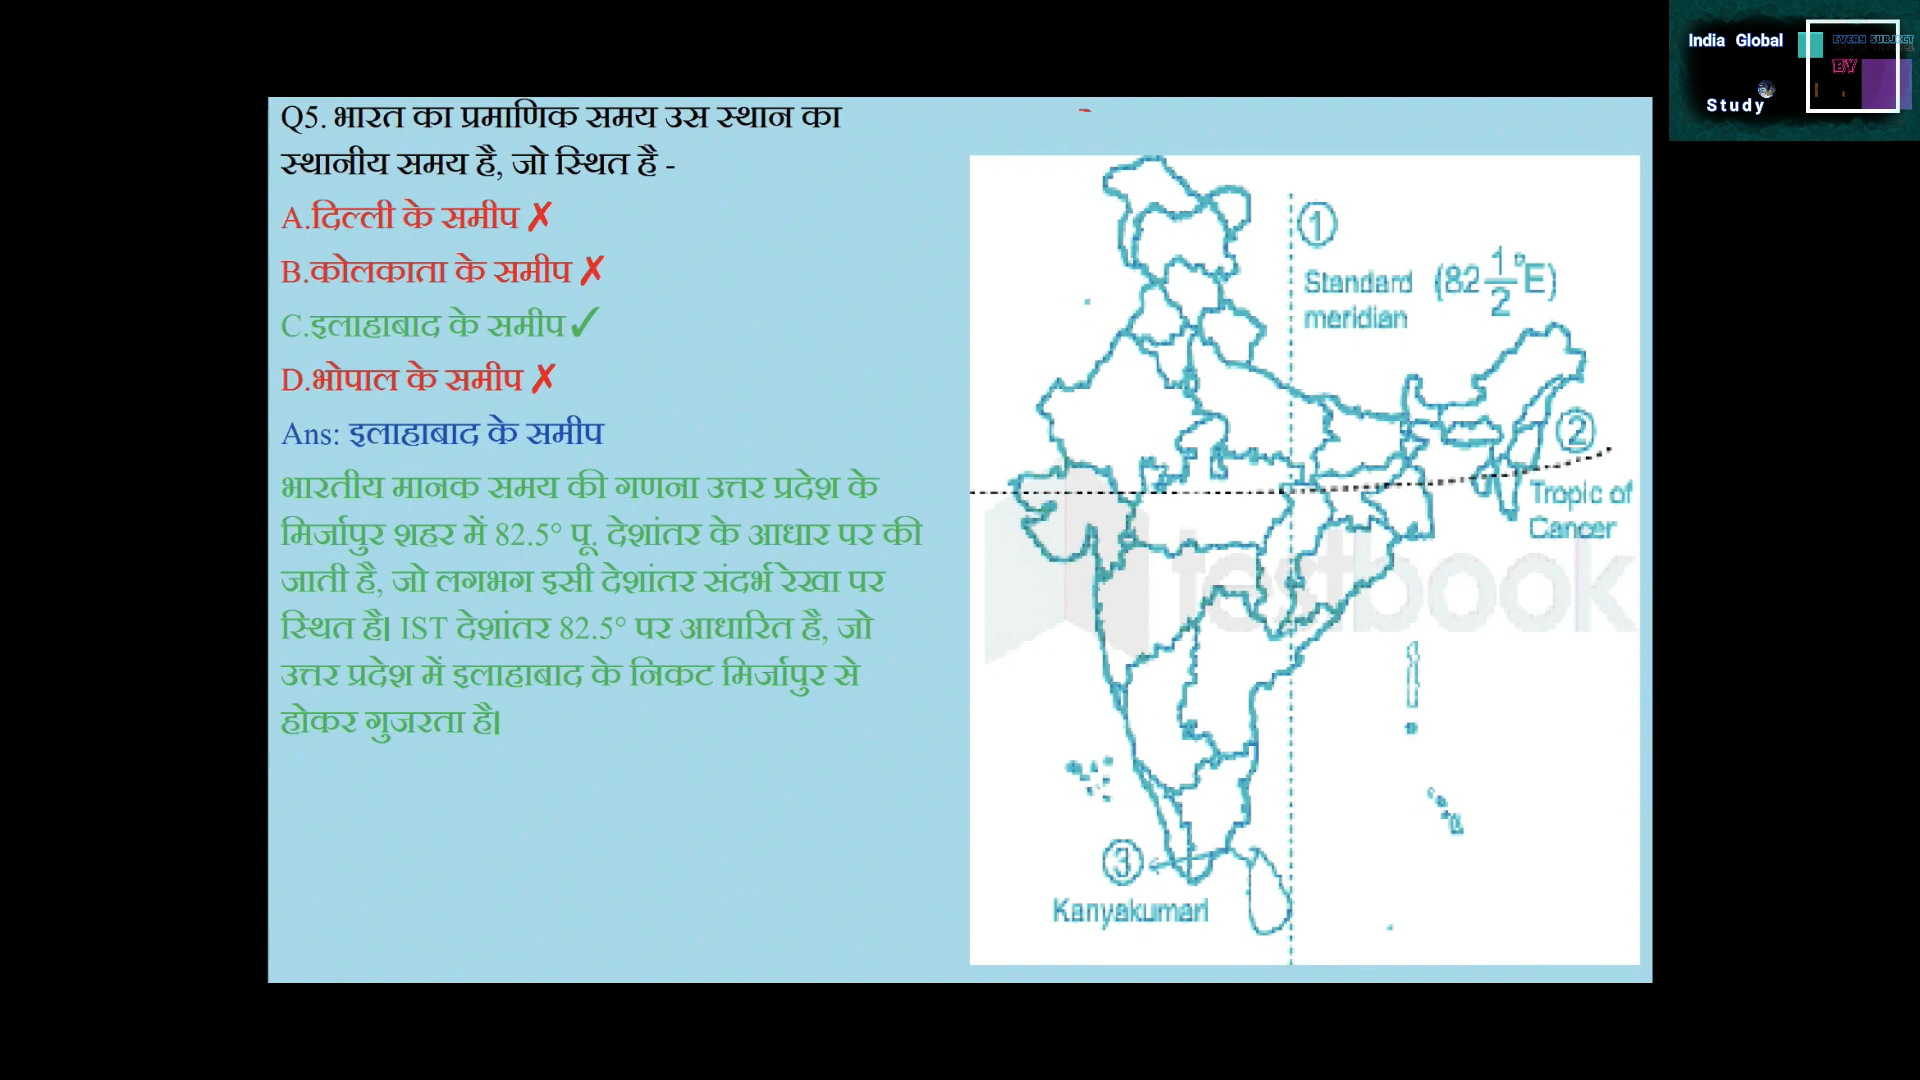 Q5. भारत का प्रमाणिक समय उस स्थान का
स्थानीय समय है, जो स्थित है -
A.दिल्ली के समीप ✗
B.कोलकाता के समीप ✗
C.इलाहाबाद के समीप✓
D.भोपाल के समीप ✗
Ans: इलाहाबाद के समीप
भारतीय मानक समय की गणना उत्तर प्रदेश के
मिर्जापुर शहर में 82.5° पू. देशांतर के आधार पर की
जाती है, जो लगभग इसी देशांतर संदर्भ रेखा पर
स्थित है। IST देशांतर 82.5° पर आधारित है, जो
उत्तर प्रदेश में इलाहाबाद के निकट मिर्जापुर से
होकर गुजरता है।
①
Standard (82 1/2°E)
meridian
②
Tropic of
Cancer
testbook
③
Kanyakumari
India Global
Study
EVERY SUBJECT
BY